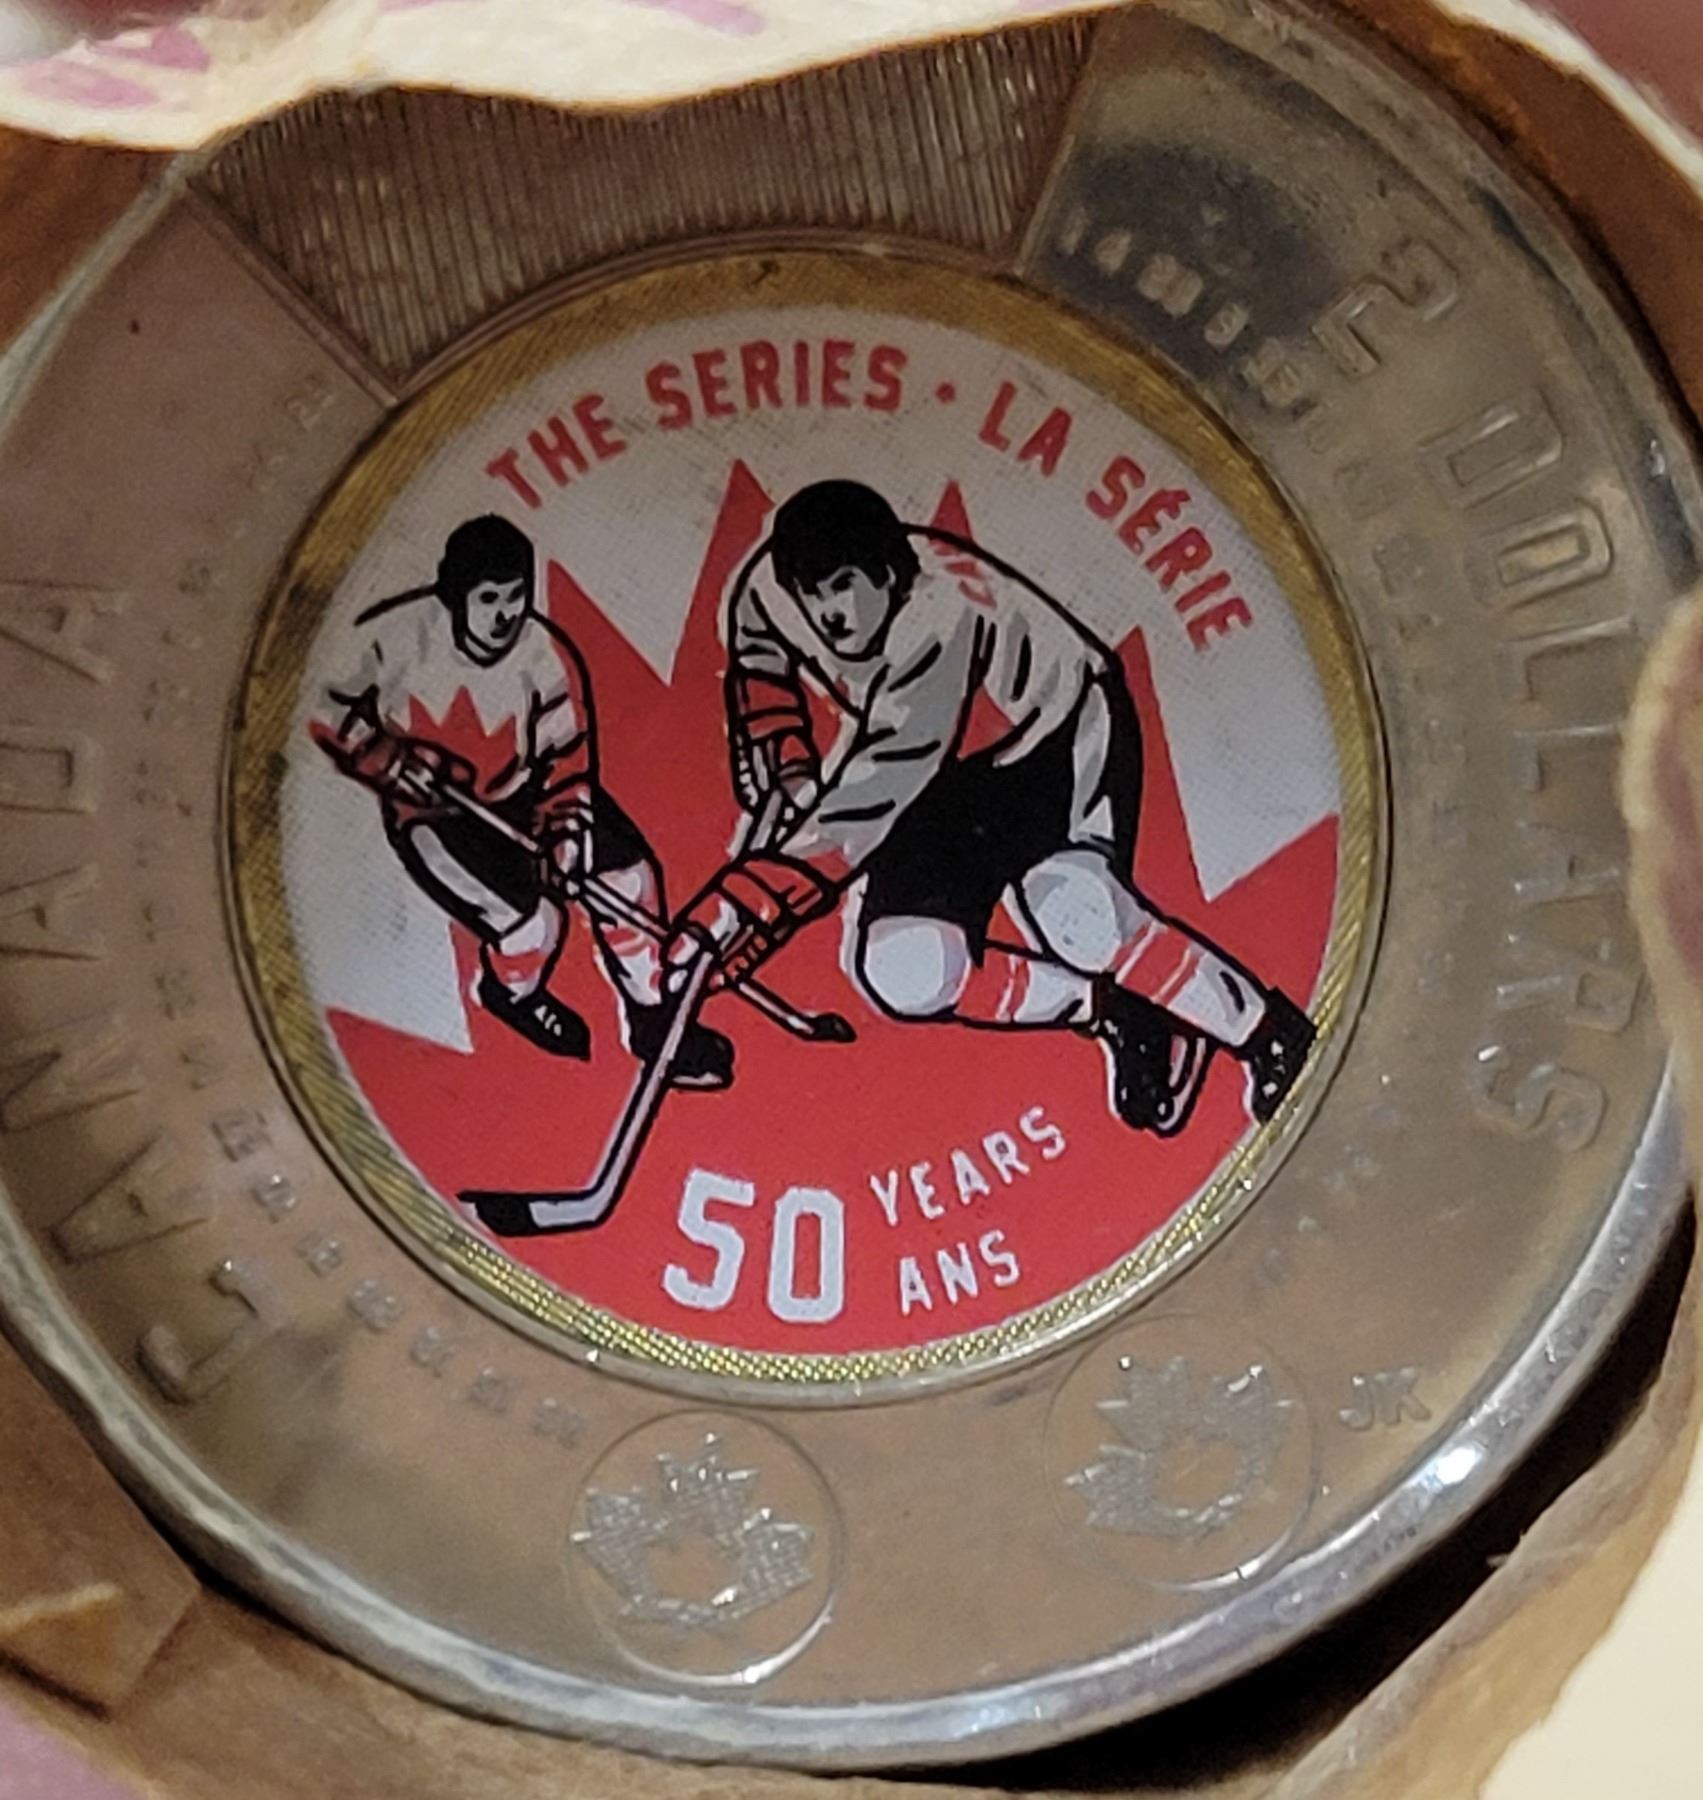 THE SERIES • LA SÉRIE
50 YEARS
ANS
CANADA
2 DOLLARS
JK